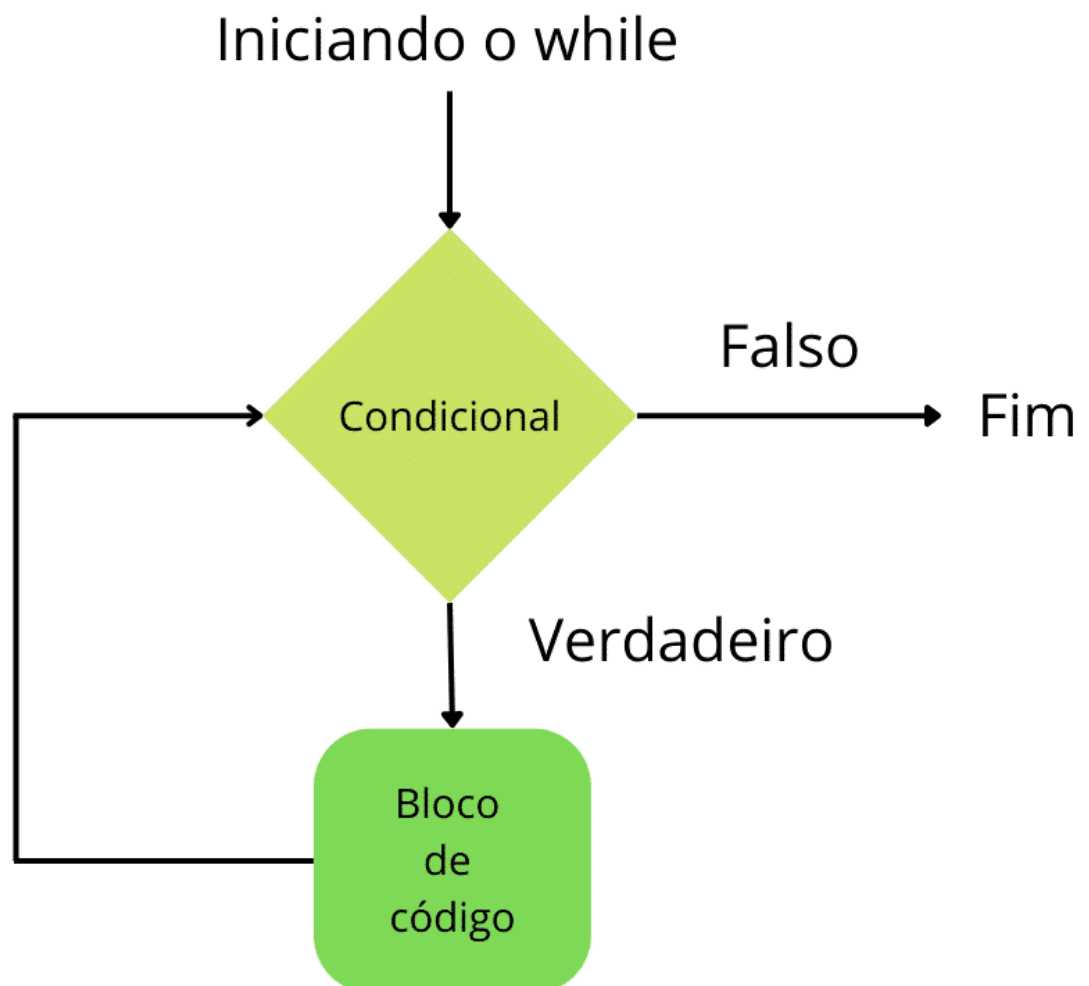 Iniciando o while
Falso
Condicional
Fim
Verdadeiro
Bloco
de
código